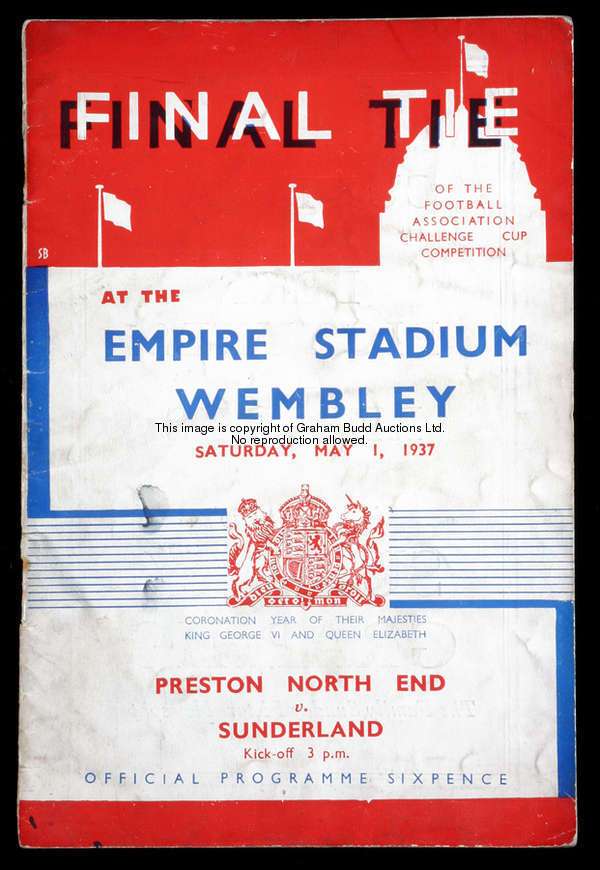 FINAL TIE
OF THE
FOOTBALL
ASSOCIATION
CHALLENGE CUP
COMPETITION
SB
AT THE
EMPIRE STADIUM
WEMBLEY
This image is copyright of Graham Budd Auctions Ltd.
No reproduction allowed.
SATURDAY, MAY 1, 1937
CORONATION YEAR OF THEIR MAJESTIES
KING GEORGE VI AND QUEEN ELIZABETH
PRESTON NORTH END
v.
SUNDERLAND
Kick-off 3 p.m.
OFFICIAL PROGRAMME SIXPENCE